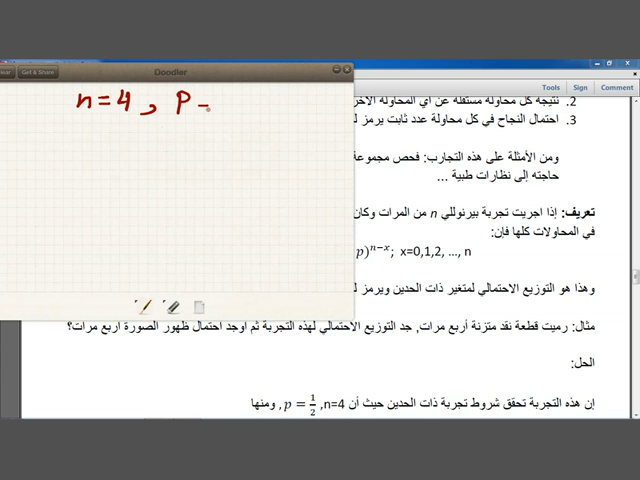 Clear
Get & Share
Doodler
n=4 , P -
Tools
Sign
Comment
2. نتيجة كل محاولة مستقلة عن أي المحاولة
3. احتمال النجاح في كل محاولة عدد ثابت يرمز
ومن الأمثلة على هذه التجارب: فحص مجموعة
حاجته إلى نظارات طبية ...
تعريف: إذا اجريت تجربة بيرنوللي n من المرات وكان
في المحاولات كلها فإن:
p)ⁿ⁻ˣ; x=0,1,2, ..., n
وهذا هو التوزيع الاحتمالي لمتغير ذات الحدين ويرمز
مثال: رميت قطعة نقد متزنة أربع مرات, جد التوزيع الاحتمالي لهذه التجربة ثم أوجد احتمال ظهور الصورة أربع مرات؟
الحل:
إن هذه التجربة تحقق شروط تجربة ذات الحدين حيث أن n=4, p = 1/2 , ومنها